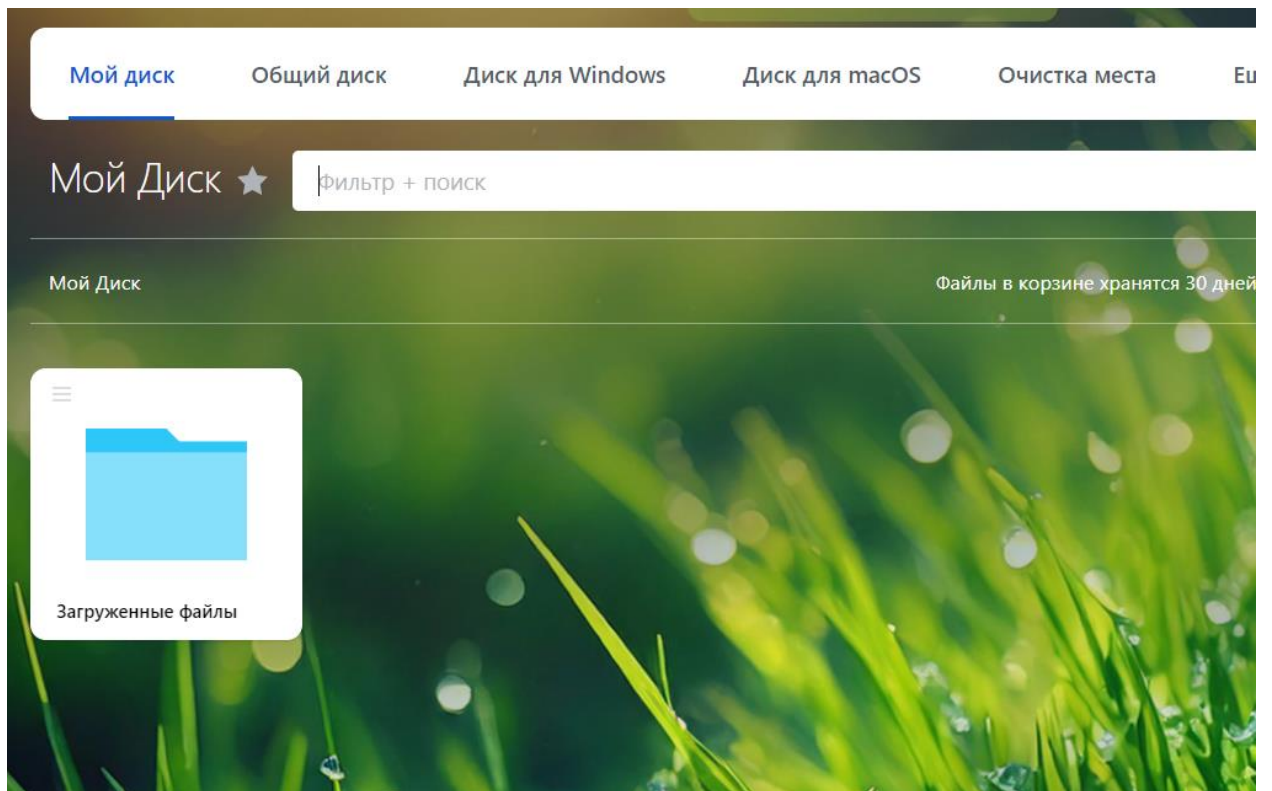 Мой диск Общий диск Диск для Windows Диск для macOS Очистка места
Мой Диск Фильтр + поиск
Мой Диск Файлы в корзине хранятся 30 дней
Загруженные файлы